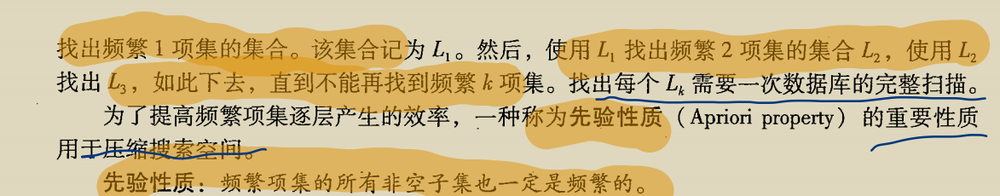 找出频繁 1 项集的集合。该集合记为 L₁。然后，使用 L₁ 找出频繁 2 项集的集合 L₂，使用 L₂
找出 L₃，如此下去，直到不能再找到频繁 k 项集。找出每个 Lₖ 需要一次数据库的完整扫描。
为了提高频繁项集逐层产生的效率，一种称为先验性质（Apriori property）的重要性质
用于压缩搜索空间。
先验性质：频繁项集的所有非空子集也一定是频繁的。